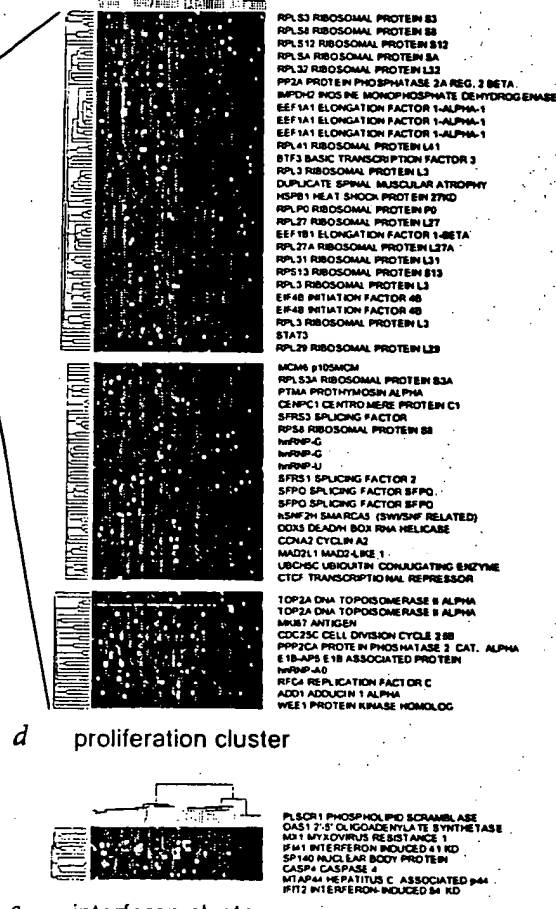 RPLS3 RIBOSOMAL PROTEIN S3
RPLS8 RIBOSOMAL PROTEIN S8
RPLS12 RIBOSOMAL PROTEIN S12
RPLSA RIBOSOMAL PROTEIN SA
RPL32 RIBOSOMAL PROTEIN L32
PP2A PROTEIN PHOSPHATASE 2A REG. 2 BETA
IMPDH2 INOSINE MONOPHOSPHATE DEHYDROGENASE
EEF1A1 ELONGATION FACTOR 1-ALPHA-1
EEF1A1 ELONGATION FACTOR 1-ALPHA-1
EEF1A1 ELONGATION FACTOR 1-ALPHA-1
RPL41 RIBOSOMAL PROTEIN L41
BTF3 BASIC TRANSCRIPTION FACTOR 3
RPL3 RIBOSOMAL PROTEIN L3
DUPLICATE SPINAL MUSCULAR ATROPHY
HSPB1 HEAT SHOCK PROTEIN 27KD
RPLP0 RIBOSOMAL PROTEIN P0
RPL27 RIBOSOMAL PROTEIN L27
EEF1B1 ELONGATION FACTOR 1-BETA
RPL27A RIBOSOMAL PROTEIN L27A
RPL31 RIBOSOMAL PROTEIN L31
RPS13 RIBOSOMAL PROTEIN S13
RPL3 RIBOSOMAL PROTEIN L3
EIF4B INITIATION FACTOR 4B
EIF4B INITIATION FACTOR 4B
RPL3 RIBOSOMAL PROTEIN L3
STAT3
RPL29 RIBOSOMAL PROTEIN L29
MCM6 p105MCM
RPLS3A RIBOSOMAL PROTEIN S3A
PTMA PROTHYMOSIN ALPHA
CENPC1 CENTROMERE PROTEIN C1
SFRS3 SPLICING FACTOR
RPS8 RIBOSOMAL PROTEIN S8
hnRNP-G
hnRNP-G
hnRNP-U
SFRS1 SPLICING FACTOR 2
SFPQ SPLICING FACTOR SFPQ
SFPQ SPLICING FACTOR SFPQ
hSNF2H SMARCA5 (SWI/SNF RELATED)
DDX5 DEAD/H BOX RNA HELICASE
CCNA2 CYCLIN A2
MAD2L1 MAD2-LIKE 1
UBCH5C UBIQUITIN CONJUGATING ENZYME
CTCF TRANSCRIPTIONAL REPRESSOR
TOP2A DNA TOPOISOMERASE II ALPHA
TOP2A DNA TOPOISOMERASE II ALPHA
MKI67 ANTIGEN
CDC25C CELL DIVISION CYCLE 25B
PPP2CA PROTEIN PHOSHATASE 2 CAT. ALPHA
E1B-AP5 E1B ASSOCIATED PROTEIN
hnRNP-A0
RFC4 REPLICATION FACTOR C
ADD1 ADDUCIN 1 ALPHA
WEE1 PROTEIN KINASE HOMOLOG
d proliferation cluster
PLSCR1 PHOSPHOLIPID SCRAMBLASE
OAS1 2'-5' OLIGOADENYLATE SYNTHETASE
MX1 MYXOVIRUS RESISTANCE 1
IFI41 INTERFERON INDUCED 41 KD
SP140 NUCLEAR BODY PROTEIN
CASP4 CASPASE 4
MTAP44 HEPATITUS C ASSOCIATED p44
IFIT2 INTERFERON-INDUCED 54 KD